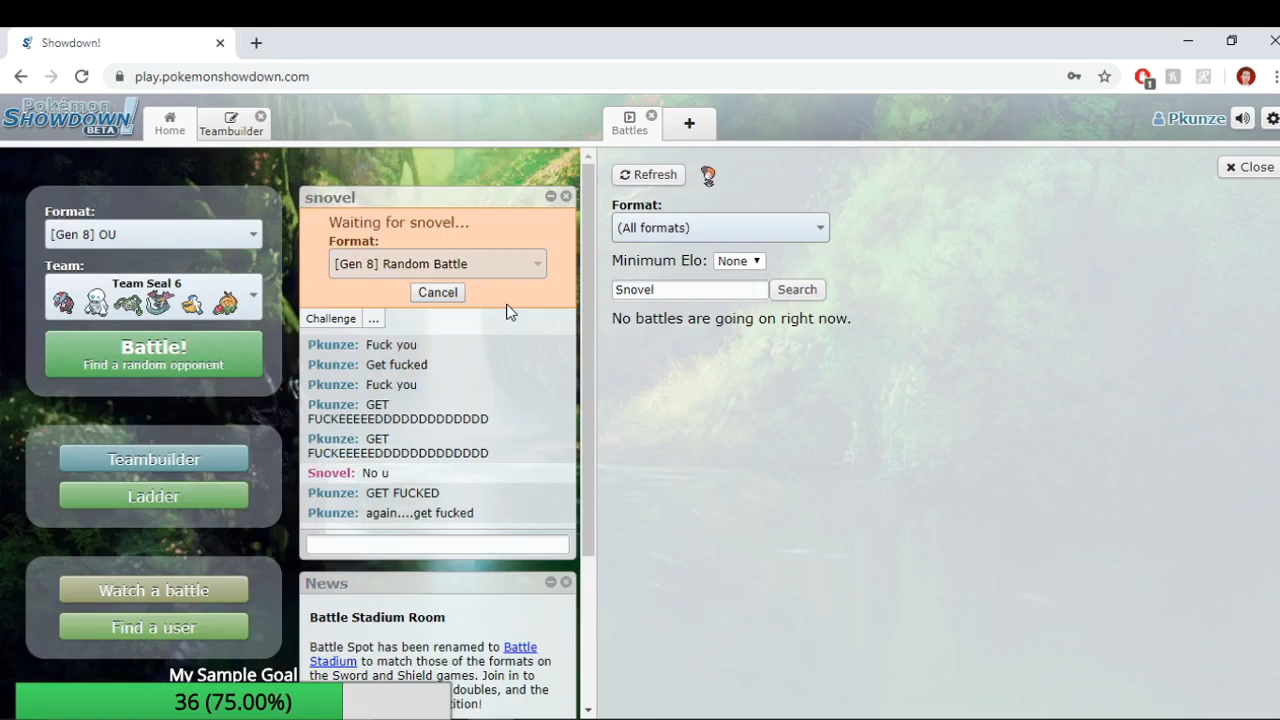 Showdown!
play.pokemonshowdown.com
1
Pokémon
SHOWDOWN!
BETA
Home
Teambuilder
Battles
Pkunze
Format:
[Gen 8] OU
Team:
Team Seal 6
Battle!
Find a random opponent
Teambuilder
Ladder
Watch a battle
Find a user
My Sample Goal
36 (75.00%)
snovel
Waiting for snovel...
Format:
[Gen 8] Random Battle
Cancel
Challenge ...
Pkunze: Fuck you
Pkunze: Get fucked
Pkunze: Fuck you
Pkunze: GET
FUCKEEEEEDDDDDDDDDDDDD
Pkunze: GET
FUCKEEEEEDDDDDDDDDDDDD
Snovel: No u
Pkunze: GET FUCKED
Pkunze: again....get fucked
News
Battle Stadium Room
Battle Spot has been renamed to Battle
Stadium to match those of the formats on
the Sword and Shield games. Join in to
doubles, and the
Refresh
Close
Format:
(All formats)
Minimum Elo: None
Snovel
Search
No battles are going on right now.